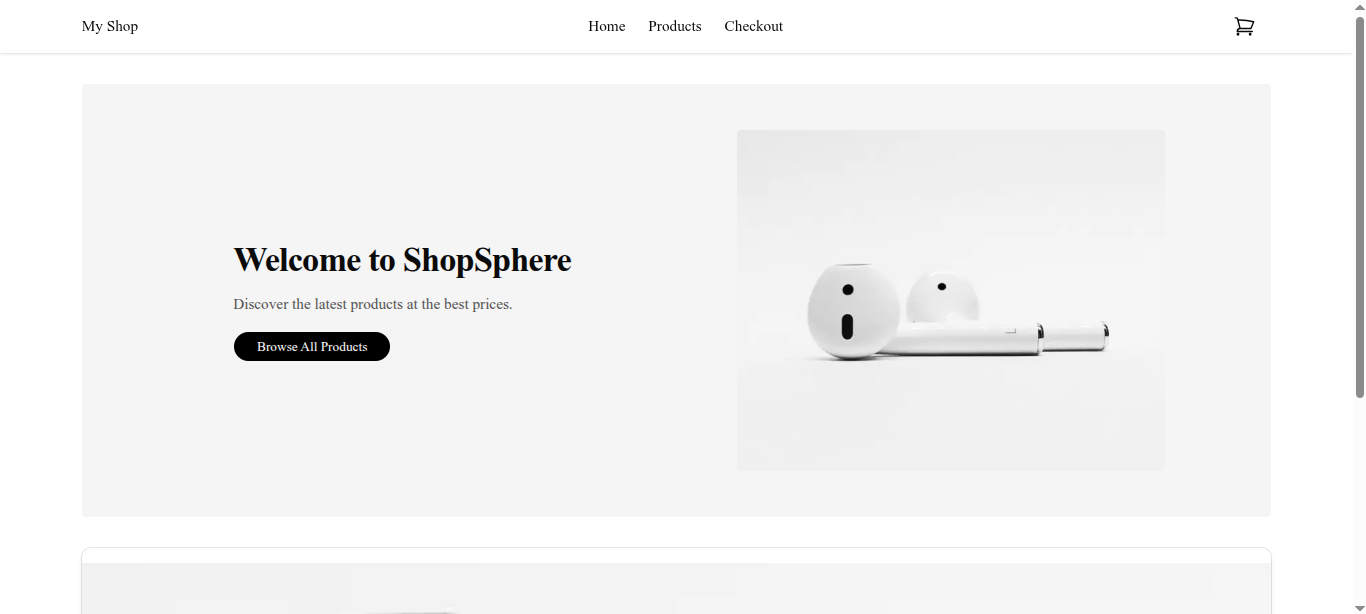 My Shop
Home Products Checkout
Welcome to ShopSphere
Discover the latest products at the best prices.
Browse All Products
L